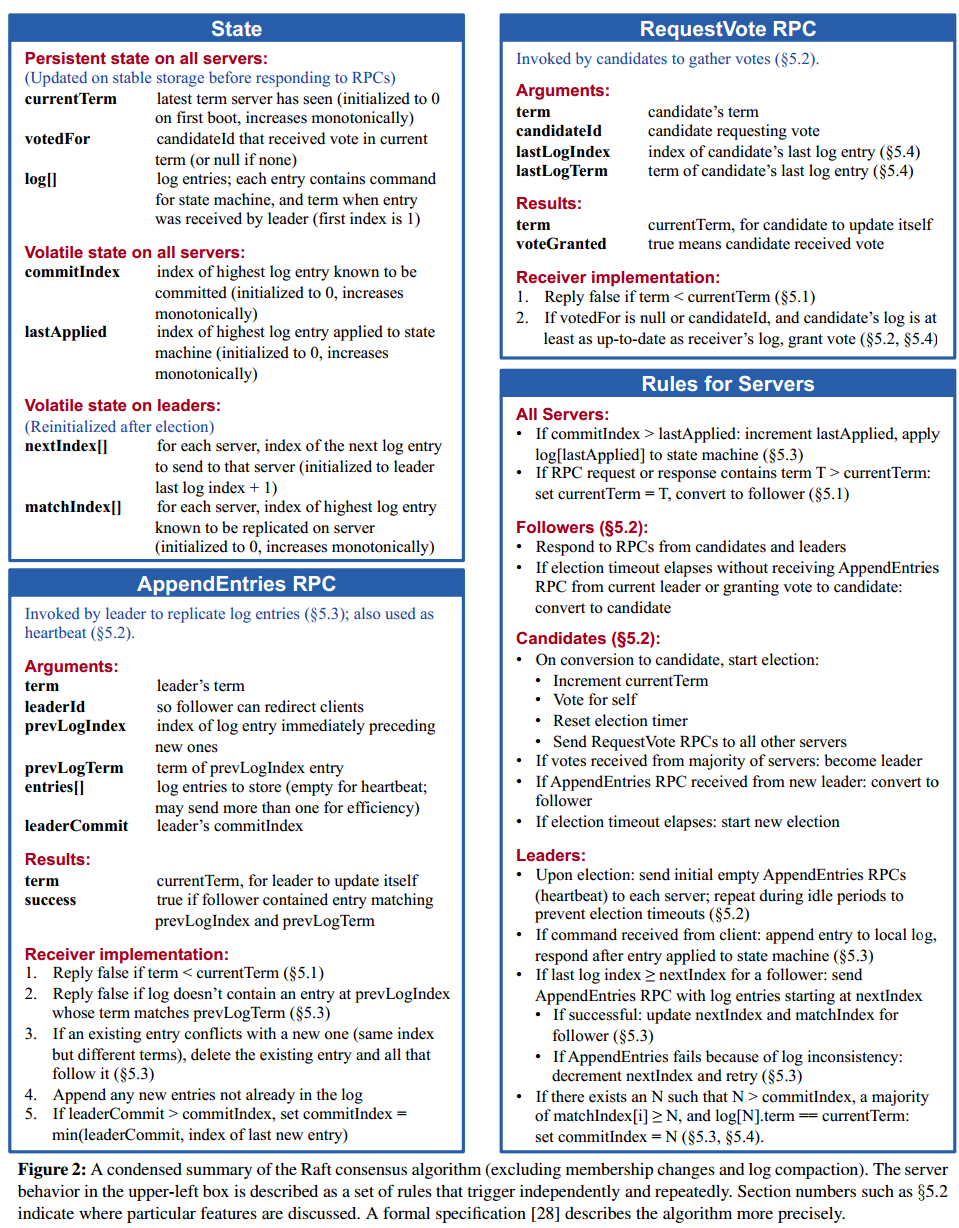 State
Persistent state on all servers:
(Updated on stable storage before responding to RPCs)
currentTerm latest term server has seen (initialized to 0
on first boot, increases monotonically)
votedFor candidateId that received vote in current
term (or null if none)
log[] log entries; each entry contains command
for state machine, and term when entry
was received by leader (first index is 1)
Volatile state on all servers:
commitIndex index of highest log entry known to be
committed (initialized to 0, increases
monotonically)
lastApplied index of highest log entry applied to state
machine (initialized to 0, increases
monotonically)
Volatile state on leaders:
(Reinitialized after election)
nextIndex[] for each server, index of the next log entry
to send to that server (initialized to leader
last log index + 1)
matchIndex[] for each server, index of highest log entry
known to be replicated on server
(initialized to 0, increases monotonically)
AppendEntries RPC
Invoked by leader to replicate log entries (§5.3); also used as
heartbeat (§5.2).
Arguments:
term leader's term
leaderId so follower can redirect clients
prevLogIndex index of log entry immediately preceding
new ones
prevLogTerm term of prevLogIndex entry
entries[] log entries to store (empty for heartbeat;
may send more than one for efficiency)
leaderCommit leader's commitIndex
Results:
term currentTerm, for leader to update itself
success true if follower contained entry matching
prevLogIndex and prevLogTerm
Receiver implementation:
1. Reply false if term < currentTerm (§5.1)
2. Reply false if log doesn't contain an entry at prevLogIndex
whose term matches prevLogTerm (§5.3)
3. If an existing entry conflicts with a new one (same index
but different terms), delete the existing entry and all that
follow it (§5.3)
4. Append any new entries not already in the log
5. If leaderCommit > commitIndex, set commitIndex =
min(leaderCommit, index of last new entry)
RequestVote RPC
Invoked by candidates to gather votes (§5.2).
Arguments:
term candidate's term
candidateId candidate requesting vote
lastLogIndex index of candidate's last log entry (§5.4)
lastLogTerm term of candidate's last log entry (§5.4)
Results:
term currentTerm, for candidate to update itself
voteGranted true means candidate received vote
Receiver implementation:
1. Reply false if term < currentTerm (§5.1)
2. If votedFor is null or candidateId, and candidate's log is at
least as up-to-date as receiver's log, grant vote (§5.2, §5.4)
Rules for Servers
All Servers:
• If commitIndex > lastApplied: increment lastApplied, apply
log[lastApplied] to state machine (§5.3)
• If RPC request or response contains term T > currentTerm:
set currentTerm = T, convert to follower (§5.1)
Followers (§5.2):
• Respond to RPCs from candidates and leaders
• If election timeout elapses without receiving AppendEntries
RPC from current leader or granting vote to candidate:
convert to candidate
Candidates (§5.2):
• On conversion to candidate, start election:
• Increment currentTerm
• Vote for self
• Reset election timer
• Send RequestVote RPCs to all other servers
• If votes received from majority of servers: become leader
• If AppendEntries RPC received from new leader: convert to
follower
• If election timeout elapses: start new election
Leaders:
• Upon election: send initial empty AppendEntries RPCs
(heartbeat) to each server; repeat during idle periods to
prevent election timeouts (§5.2)
• If command received from client: append entry to local log,
respond after entry applied to state machine (§5.3)
• If last log index ≥ nextIndex for a follower: send
AppendEntries RPC with log entries starting at nextIndex
• If successful: update nextIndex and matchIndex for
follower (§5.3)
• If AppendEntries fails because of log inconsistency:
decrement nextIndex and retry (§5.3)
• If there exists an N such that N > commitIndex, a majority
of matchIndex[i] ≥ N, and log[N].term == currentTerm:
set commitIndex = N (§5.3, §5.4).
Figure 2: A condensed summary of the Raft consensus algorithm (excluding membership changes and log compaction). The server
behavior in the upper-left box is described as a set of rules that trigger independently and repeatedly. Section numbers such as §5.2
indicate where particular features are discussed. A formal specification [28] describes the algorithm more precisely.